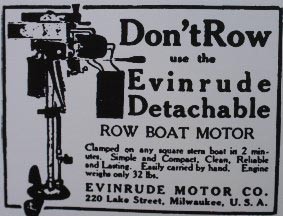 Don'tRow
use the
Evinrude
Detachable
ROW BOAT MOTOR
Clamped on any square stern boat in 2 min-
utes. Simple and Compact, Clean, Reliable
and Lasting. Easily carried by hand. Engine
weighs only 32 lbs.
EVINRUDE MOTOR CO.
220 Lake Street, Milwaukee, U. S. A.